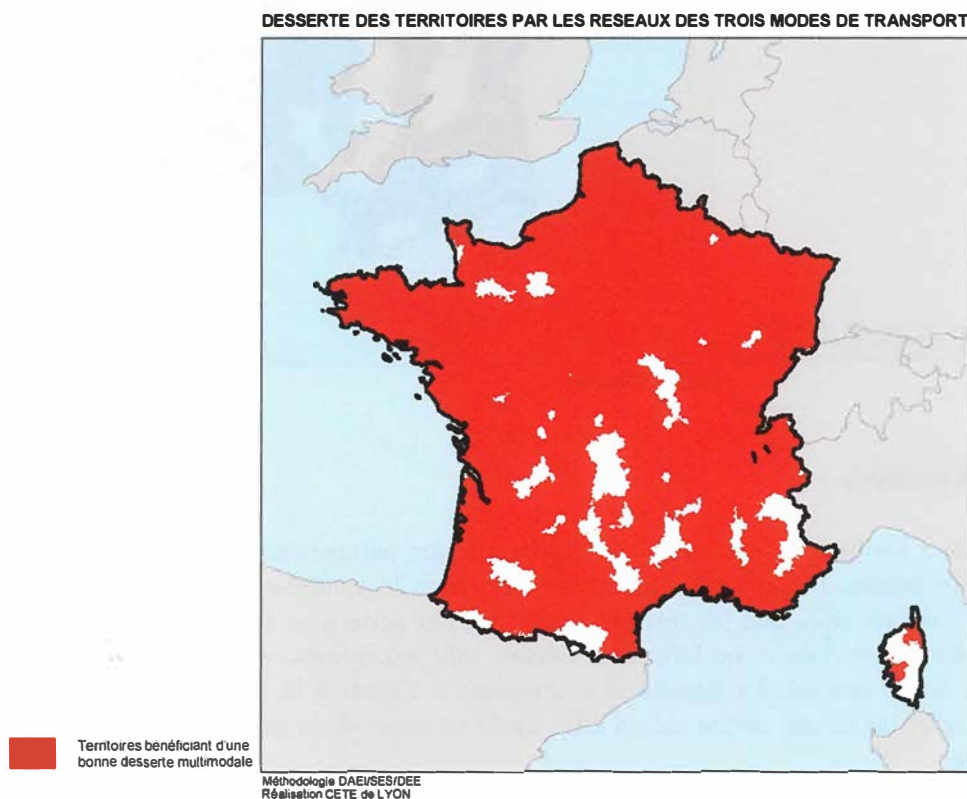 DESSERTE DES TERRITOIRES PAR LES RESEAUX DES TROIS MODES DE TRANSPORT
Territoires bénéficiant d'une
bonne desserte multimodale
Méthodologie DAEI/SES/DEE
Réalisation CETE de LYON